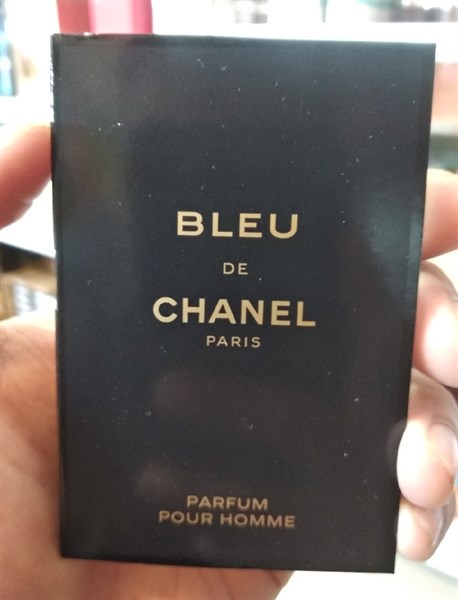 BLEU
DE
CHANEL
PARIS
PARFUM
POUR HOMME